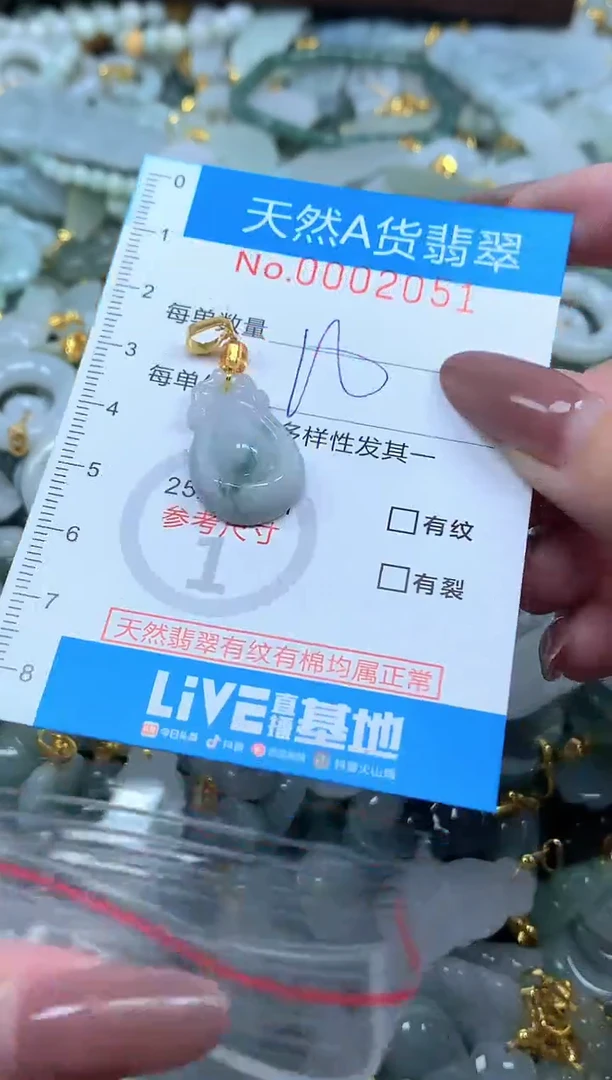 天然A货翡翠
No.0002051
0
1
2
3
4
5
6
7
8
每单数量
每单
多样性发其一
25
参考尺寸
1
有纹
有裂
天然翡翠有纹有棉均属正常
LiVE直播基地
今日头条 抖音 抖音火山版